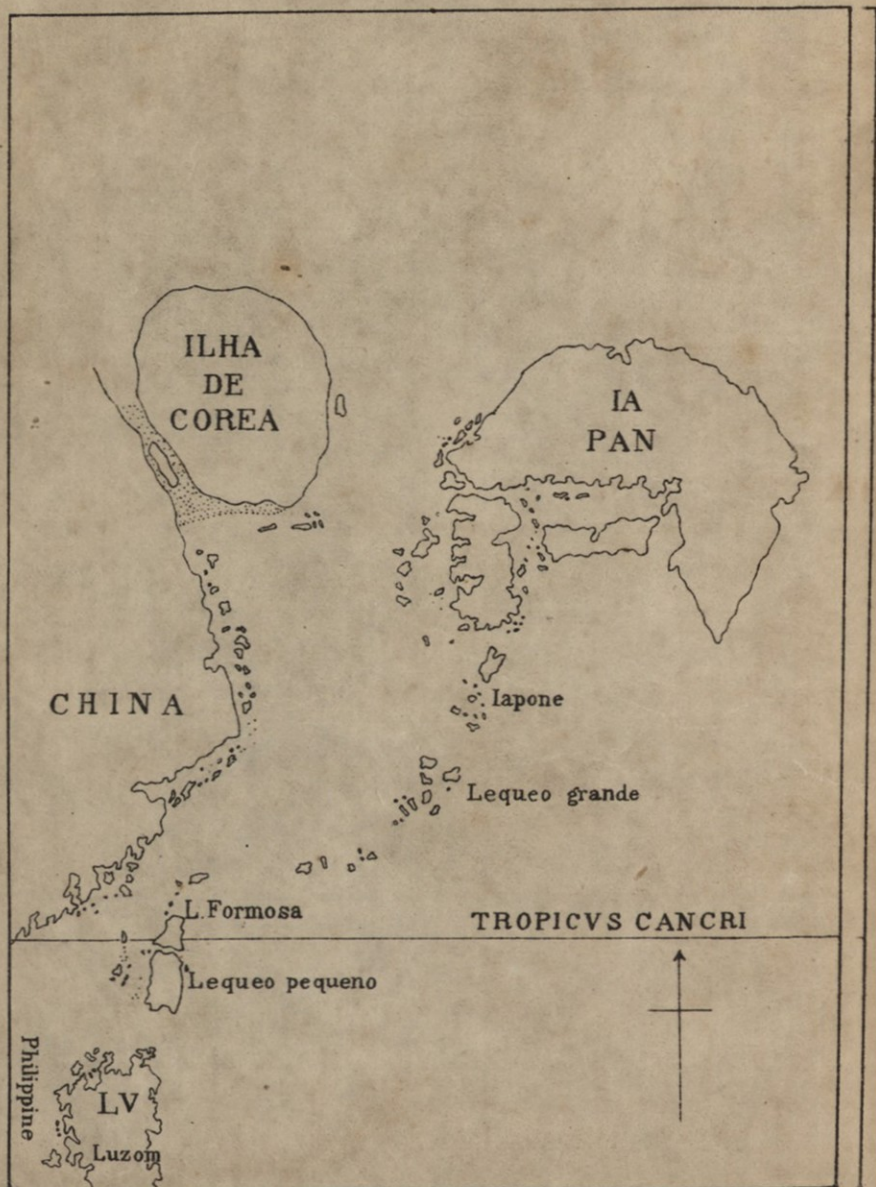 ILHA
DE
COREA
IA
PAN
CHINA
Iapone
Lequeo grande
L.Formosa
TROPICVS CANCRI
Lequeo pequeno
Philippine
LV
Luzom